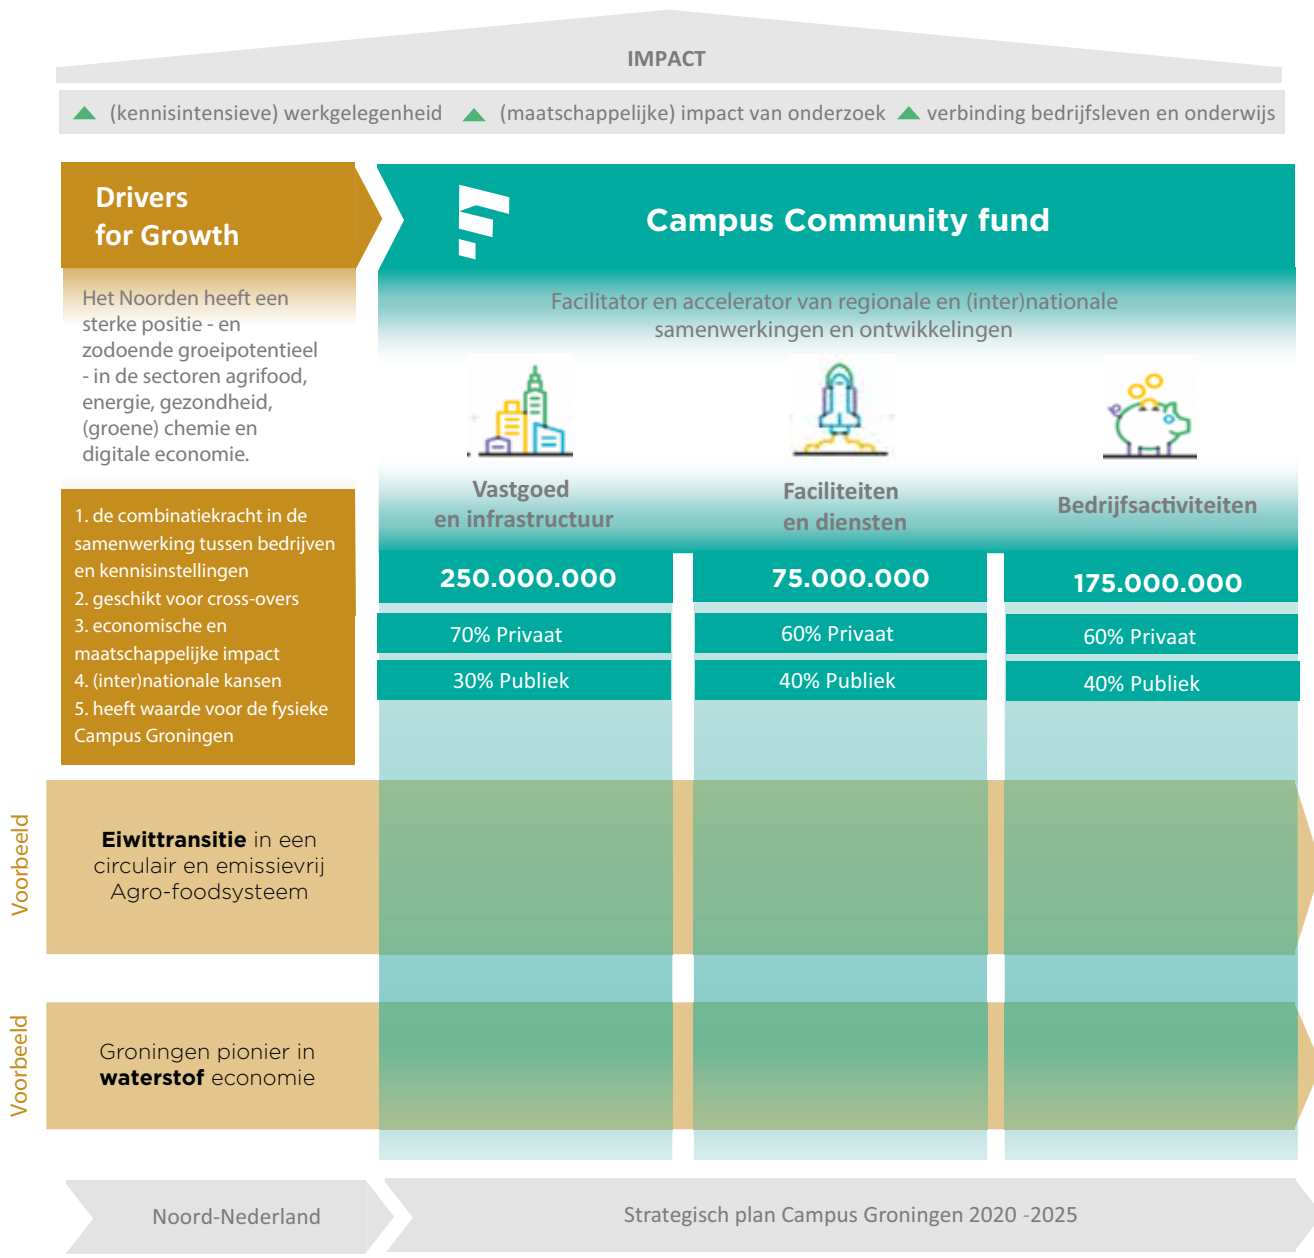 IMPACT
(kennisintensieve) werkgelegenheid
(maatschappelijke) impact van onderzoek
verbinding bedrijfsleven en onderwijs
Drivers
for Growth
Het Noorden heeft een
sterke positie - en
zodoende groeipotentieel
- in de sectoren agrifood,
energie, gezondheid,
(groene) chemie en
digitale economie.
1. de combinatiekracht in de
samenwerking tussen bedrijven
en kennisinstellingen
2. geschikt voor cross-overs
3. economische en
maatschappelijke impact
4. (inter)nationale kansen
5. heeft waarde voor de fysieke
Campus Groningen
Campus Community fund
Facilitator en accelerator van regionale en (inter)nationale
samenwerkingen en ontwikkelingen
Vastgoed
en infrastructuur
250.000.000
70% Privaat
30% Publiek
Faciliteiten
en diensten
75.000.000
60% Privaat
40% Publiek
Bedrijfsactiviteiten
175.000.000
60% Privaat
40% Publiek
Voorbeeld
Eiwittransitie in een
circulair en emissievrij
Agro-foodsysteem
Voorbeeld
Groningen pionier in
waterstof economie
Noord-Nederland
Strategisch plan Campus Groningen 2020 -2025